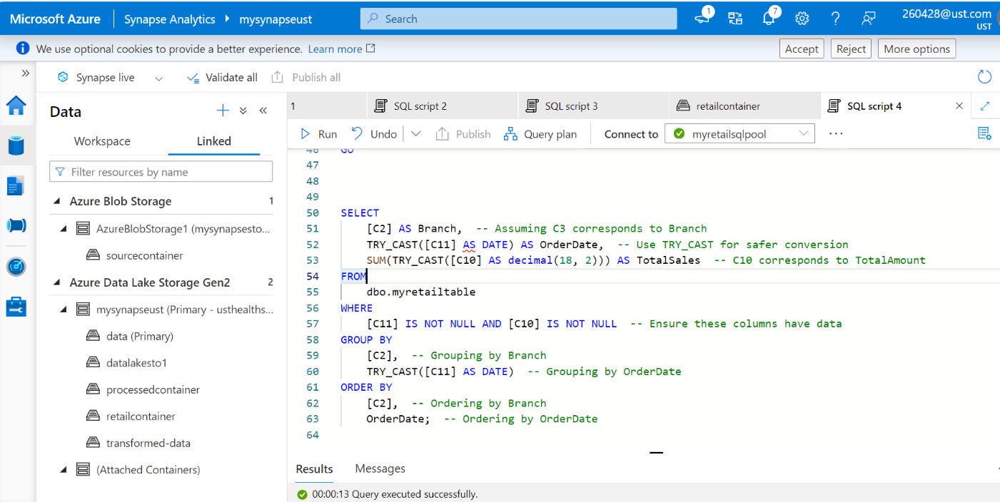 Microsoft Azure Synapse Analytics mysynapseust Search 1 7 260428@ust.com
UST
We use optional cookies to provide a better experience. Learn more Accept Reject More options
Synapse live Validate all Publish all
Data
Workspace Linked
Filter resources by name
Azure Blob Storage 1
AzureBlobStorage1 (mysynapsesto...
sourcecontainer
Azure Data Lake Storage Gen2 2
mysynapseust (Primary - usthealths...
data (Primary)
datalakesto1
processedcontainer
retailcontainer
transformed-data
(Attached Containers)
1 SQL script 2 SQL script 3 retailcontainer SQL script 4
Run Undo Publish Query plan Connect to myretailsqlpool ...
46 GO
47
48
49
50 SELECT
51 [C2] AS Branch, -- Assuming C3 corresponds to Branch
52 TRY_CAST([C11] AS DATE) AS OrderDate, -- Use TRY_CAST for safer conversion
53 SUM(TRY_CAST([C10] AS decimal(18, 2))) AS TotalSales -- C10 corresponds to TotalAmount
54 FROM
55 dbo.myretailtable
56 WHERE
57 [C11] IS NOT NULL AND [C10] IS NOT NULL -- Ensure these columns have data
58 GROUP BY
59 [C2], -- Grouping by Branch
60 TRY_CAST([C11] AS DATE) -- Grouping by OrderDate
61 ORDER BY
62 [C2], -- Ordering by Branch
63 OrderDate; -- Ordering by OrderDate
64
Results Messages
00:00:13 Query executed successfully.